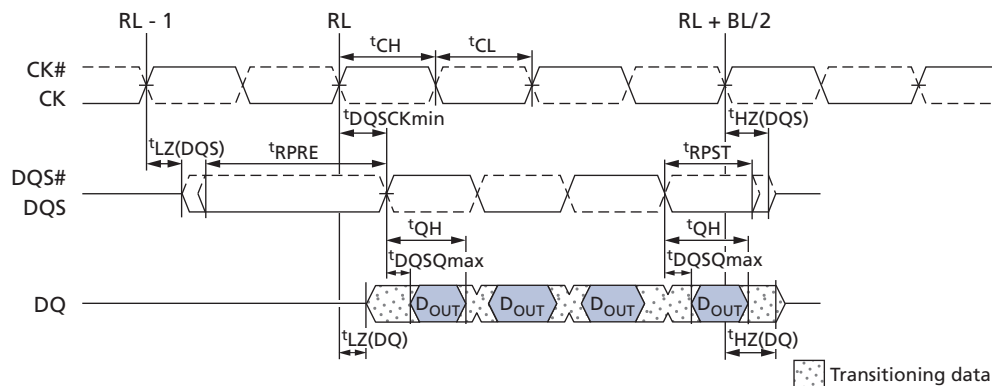 RL - 1
RL
RL + BL/2
tCH
tCL
CK#
CK
tDQSCKmin
tHZ(DQS)
tLZ(DQS)
tRPRE
tRPST
DQS#
DQS
tQH
tQH
tDQSQmax
tDQSQmax
DQ
DOUT
DOUT
DOUT
DOUT
tLZ(DQ)
tHZ(DQ)
Transitioning data